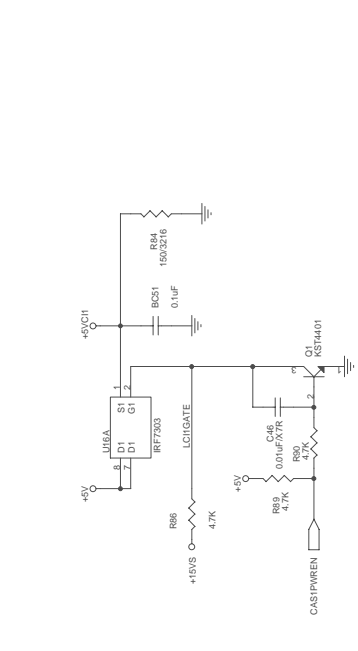 +5V
U16A
8
D1
S1
1
7
D1
G1
2
IRF7303
+5VCI1
BC51
0.1uF
R84
150/3216
+15VS
R86
4.7K
LCI1GATE
+5V
R89
4.7K
C46
0.01uF/X7R
R90
4.7K
CAS1PWREN
2
3
1
Q1
KST4401